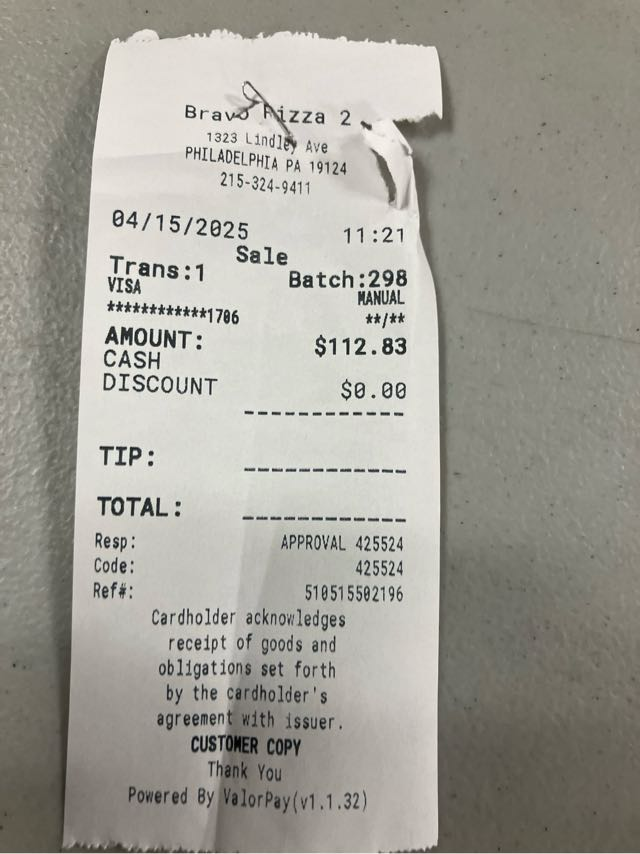 Bravo Pizza 2
1323 Lindley Ave
PHILADELPHIA PA 19124
215-324-9411
04/15/2025 11:21
Sale
Trans:1 Batch:298
VISA MANUAL
************1706 **/**
AMOUNT: $112.83
CASH
DISCOUNT $0.00
------------
TIP: ____________
TOTAL: ____________
Resp: APPROVAL 425524
Code: 425524
Ref#: 510515502196
Cardholder acknowledges
receipt of goods and
obligations set forth
by the cardholder's
agreement with issuer.
CUSTOMER COPY
Thank You
Powered By ValorPay(v1.1.32)